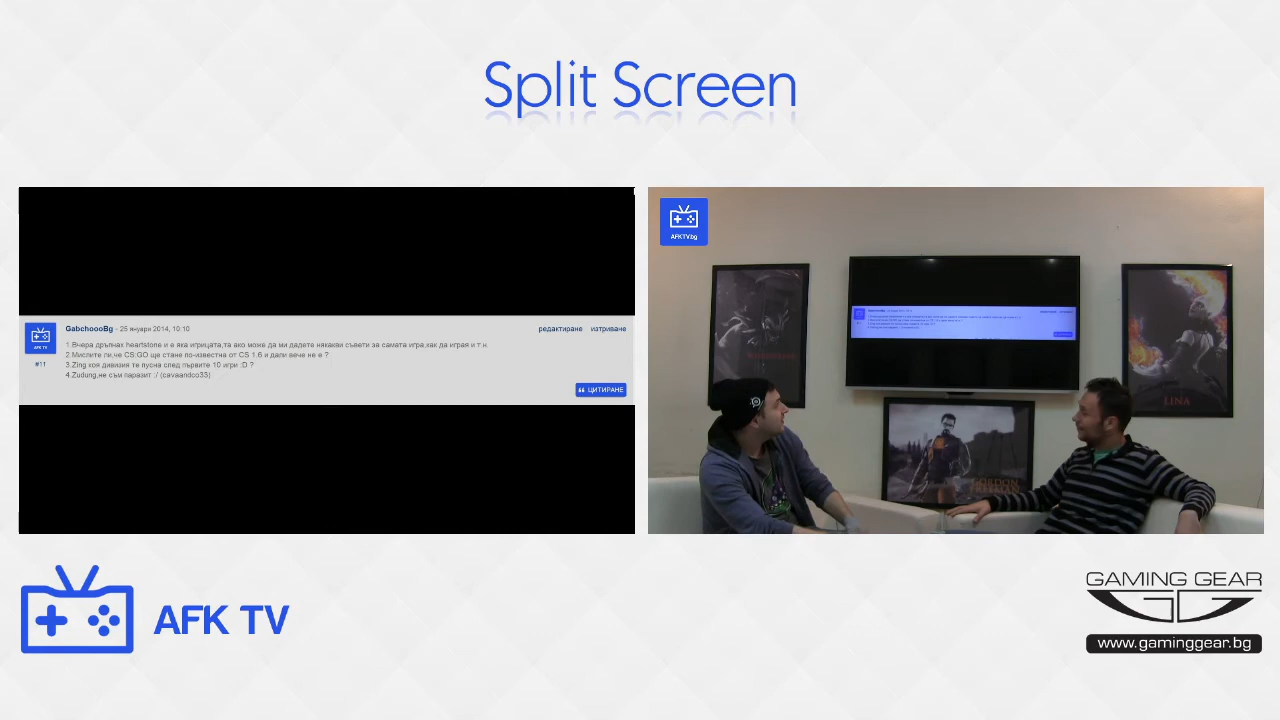 Split Screen
GabchoooBg - 25 януари 2014, 10:10
редактиране изтриване
1.Вчера дръпнах heartstone и е яка игрицата,та ако може да ми дадете някакви съвети за самата игра,как да играя и т.н.
2.Мислите ли,че CS:GO ще стане по-известна от CS 1.6 и дали вече не е ?
3.Zing коя дивизия те пусна след първите 10 игри :D ?
4.Zudung,не съм паразит :/ (cavaandco33)
AFK TV
#11
ЦИТИРАНЕ
AFKTV.bg
LINA
GORDON
FREEMAN
AFK TV
GAMING GEAR
GG
www.gaminggear.bg